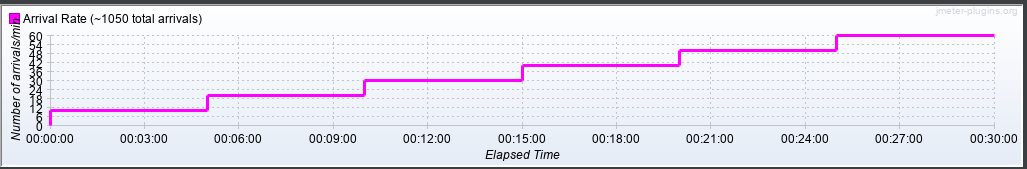 jmeter-plugins.org
Arrival Rate (~1050 total arrivals)
Number of arrivals/min
60
54
48
42
36
30
24
18
12
6
0
00:00:00 00:03:00 00:06:00 00:09:00 00:12:00 00:15:00 00:18:00 00:21:00 00:24:00 00:27:00 00:30:00
Elapsed Time